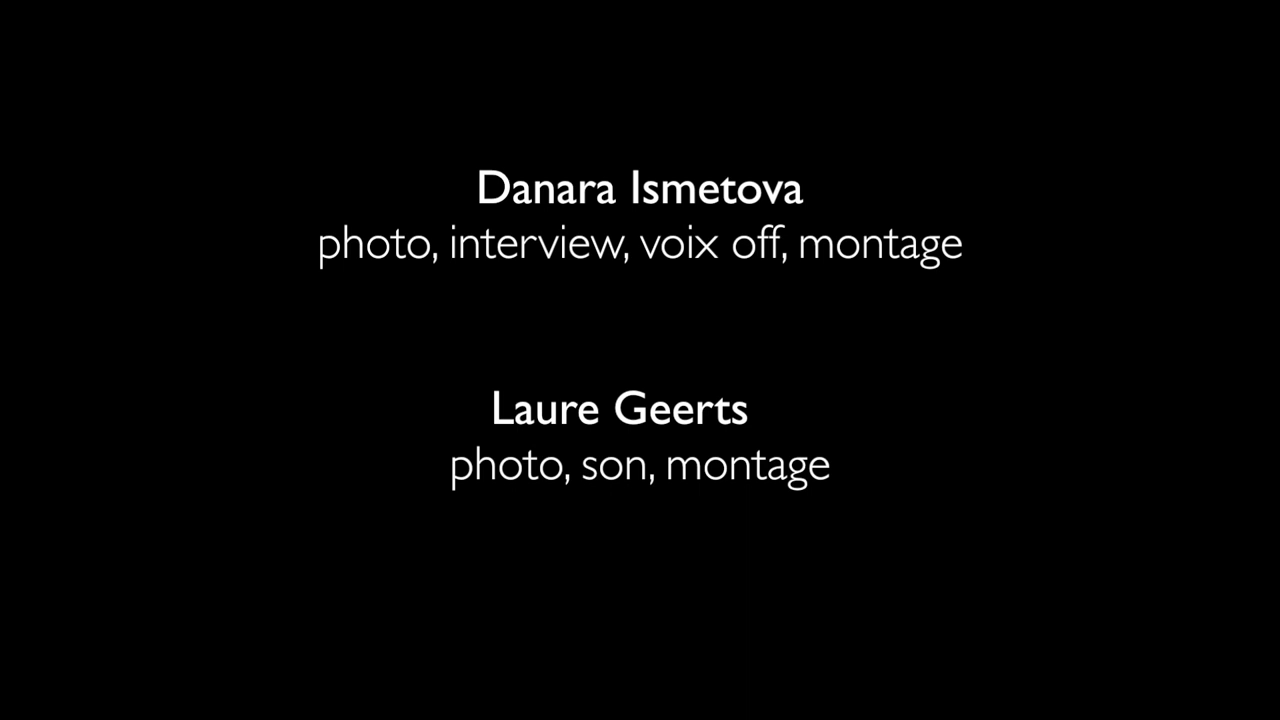 Danara Ismetova
photo, interview, voix off, montage
Laure Geerts
photo, son, montage